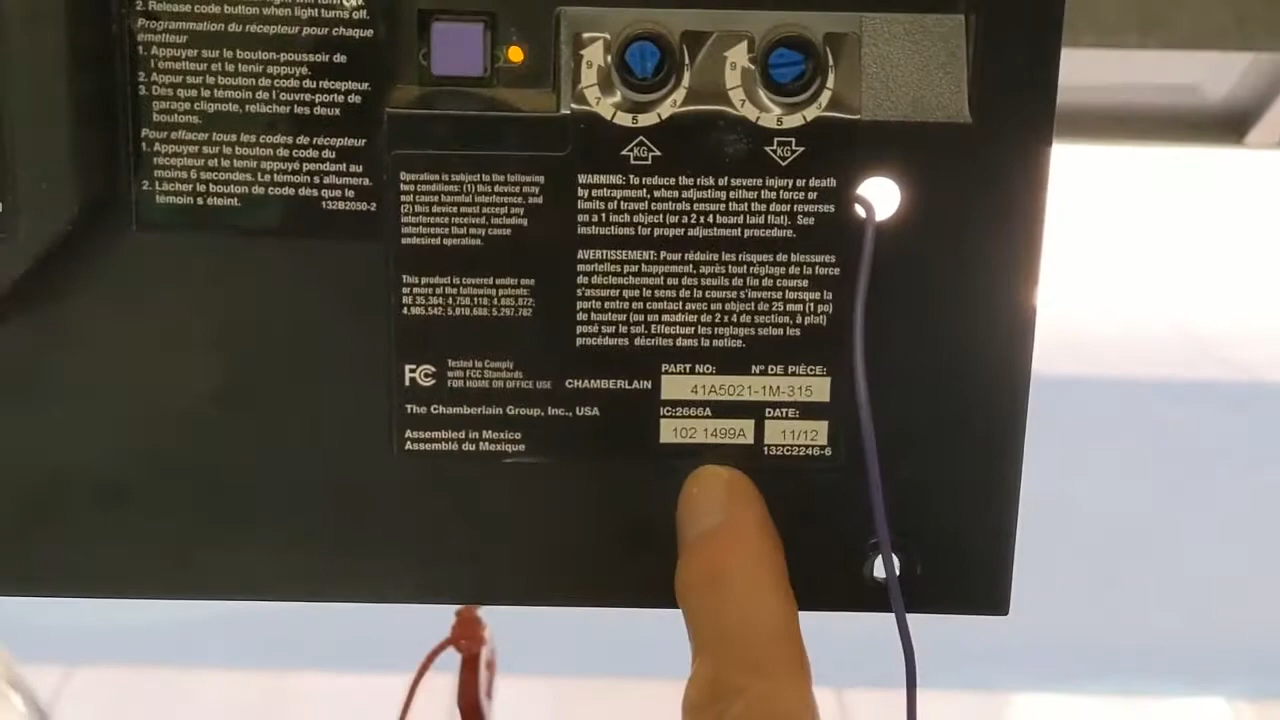 2. Release code button when light turns off.
Programmation du récepteur pour chaque
émetteur
1. Appuyer sur le bouton-poussoir de
l'émetteur et le tenir appuyé.
2. Appur sur le bouton de code du récepteur.
3. Dès que le témoin de l'ouvre-porte de
garage clignote, relâcher les deux
boutons.
Pour effacer tous les codes de récepteur
1. Appuyer sur le bouton de code du
récepteur et le tenir appuyé pendant au
moins 6 secondes. Le témoin s'allumera.
2. Lâcher le bouton de code dès que le
témoin s'éteint.
132B2050-2
9 7 5 3 1
9 7 5 3 1
KG
KG
Operation is subject to the following
two conditions: (1) this device may
not cause harmful interference, and
(2) this device must accept any
interference received, including
interference that may cause
undesired operation.
This product is covered under one
or more of the following patents:
RE 35,364; 4,750,118; 4,885,872;
4,905,542; 5,010,688; 5,297,782
WARNING: To reduce the risk of severe injury or death
by entrapment, when adjusting either the force or
limits of travel controls ensure that the door reverses
on a 1 inch object (or a 2 x 4 board laid flat). See
instructions for proper adjustment procedure.
AVERTISSEMENT: Pour réduire les risques de blessures
mortelles par happement, après tout réglage de la force
de déclenchement ou des seuils de fin de course
s'assurer que le sens de la course s'inverse lorsque la
porte entre en contact avec un object de 25 mm (1 po)
de hauteur (ou un madrier de 2 x 4 de section, à plat)
posé sur le sol. Effectuer les reglages selon les
procédures décrites dans la notice.
FC Tested to Comply
with FCC Standards
FOR HOME OR OFFICE USE
CHAMBERLAIN
The Chamberlain Group, Inc., USA
Assembled in Mexico
Assemblé du Mexique
PART NO: Nº DE PIÈCE:
41A5021-1M-315
IC:2666A DATE:
102 1499A 11/12
132C2246-6